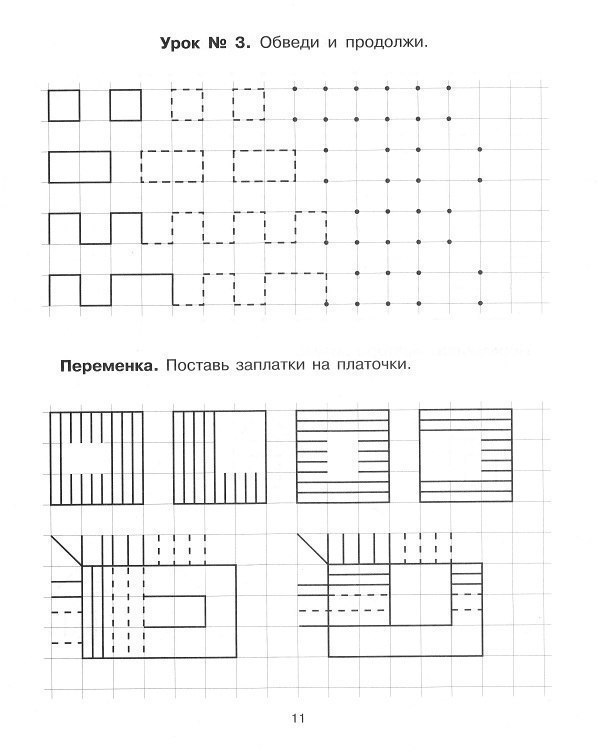 Урок № 3. Обведи и продолжи.
Переменка. Поставь заплатки на платочки.
11